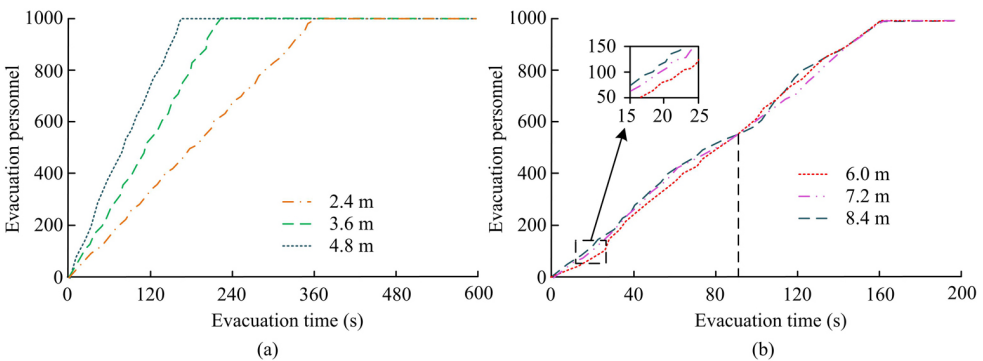 1000
800
600
400
200
0
Evacuation personnel
0
120
240
360
480
600
Evacuation time (s)
2.4 m
3.6 m
4.8 m
(a)
1000
800
600
400
200
0
Evacuation personnel
150
100
50
15
20
25
6.0 m
7.2 m
8.4 m
0
40
80
120
160
200
Evacuation time (s)
(b)